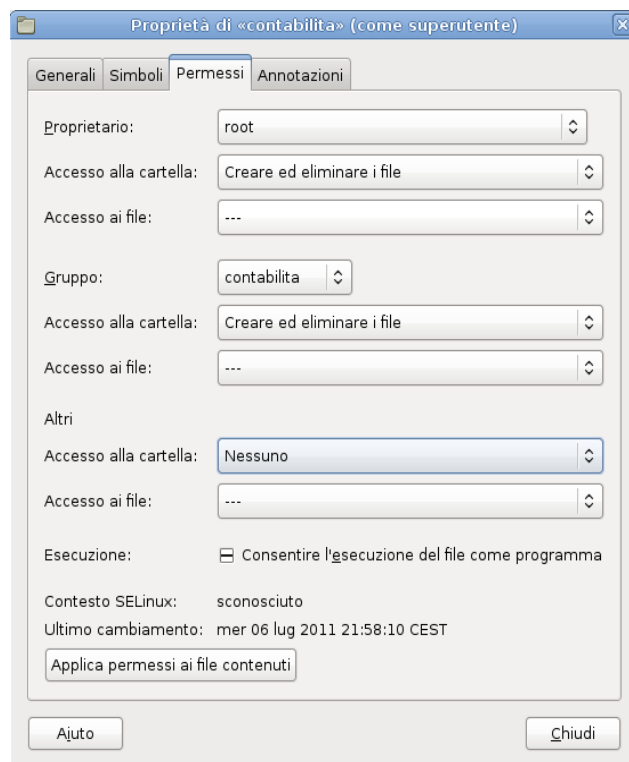 Proprietà di «contabilita» (come superutente)
Generali Simboli Permessi Annotazioni
Proprietario: root
Accesso alla cartella: Creare ed eliminare i file
Accesso ai file: ---
Gruppo: contabilita
Accesso alla cartella: Creare ed eliminare i file
Accesso ai file: ---
Altri
Accesso alla cartella: Nessuno
Accesso ai file: ---
Esecuzione: Consentire l'esecuzione del file come programma
Contesto SELinux: sconosciuto
Ultimo cambiamento: mer 06 lug 2011 21:58:10 CEST
Applica permessi ai file contenuti
Aiuto Chiudi